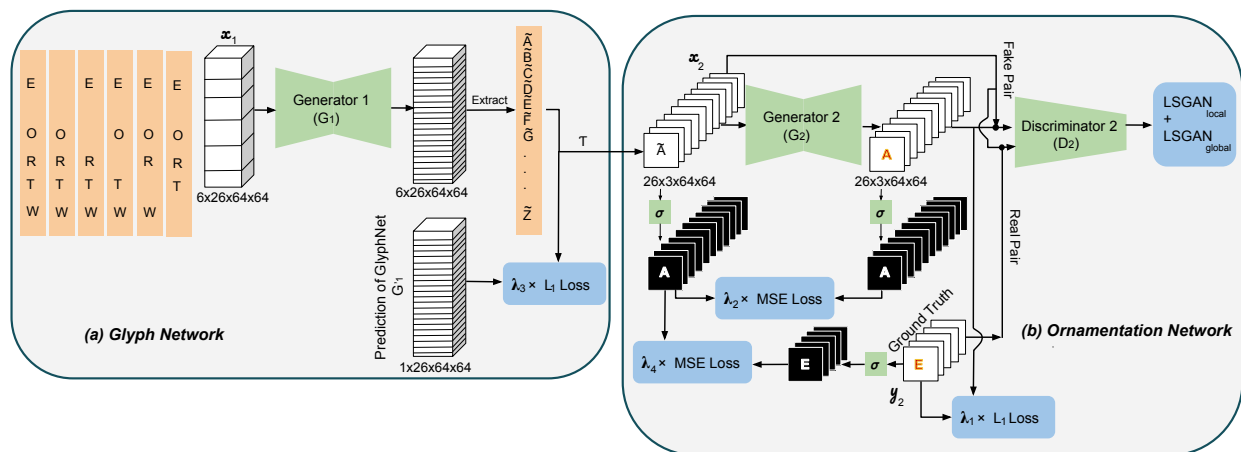 E
O
R
T
W
O
R
T
W
E
R
T
W
E
O
T
W
E
O
R
W
E
O
R
T
x₁
6x26x64x64
Generator 1
(G₁)
6x26x64x64
Extract
Ã
B̃
C̃
D̃
Ẽ
F̃
G̃
.
.
.
Z̃
Prediction of GlyphNet
G'₁
1x26x64x64
λ₃ × L₁ Loss
(a) Glyph Network
T
x₂
Ã
26x3x64x64
Generator 2
(G₂)
A
26x3x64x64
Fake Pair
Discriminator 2
(D₂)
LSGAN local
+
LSGAN global
σ
σ
A
A
Real Pair
λ₂ × MSE Loss
λ₄ × MSE Loss
E
σ
E
Ground Truth
y₂
λ₁ × L₁ Loss
(b) Ornamentation Network